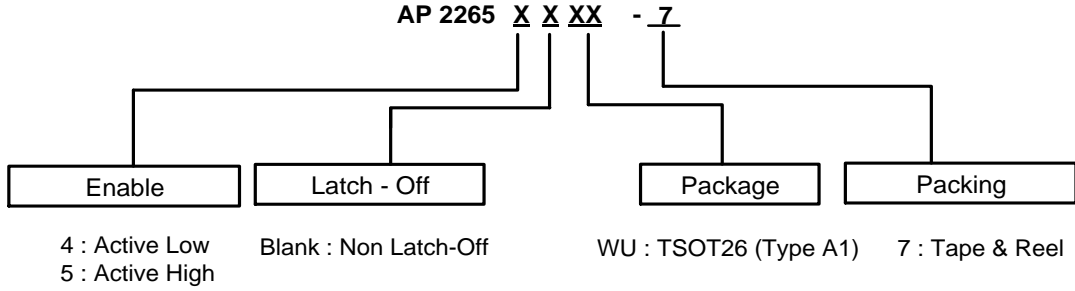 AP 2265 X X XX - 7
Enable
Latch - Off
Package
Packing
4 : Active Low
5 : Active High
Blank : Non Latch-Off
WU : TSOT26 (Type A1)
7 : Tape & Reel